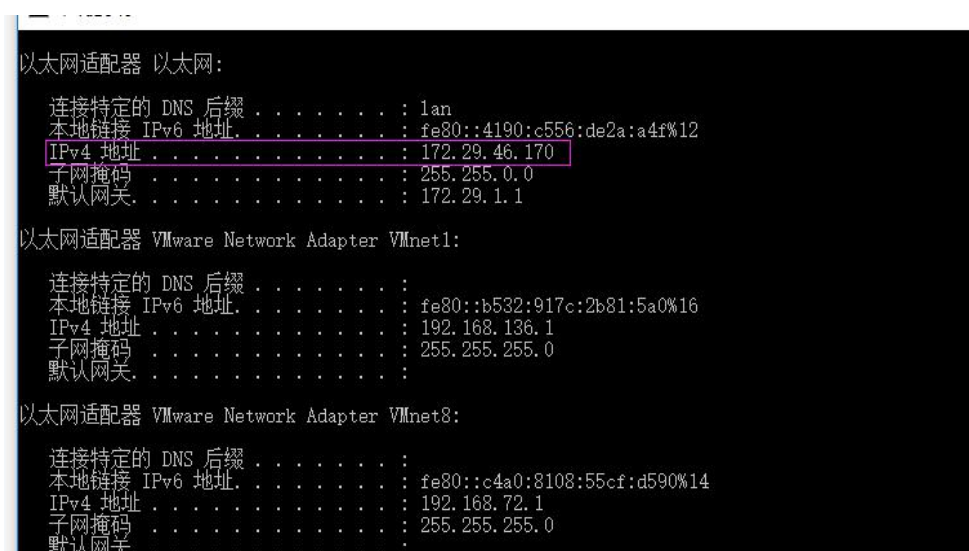 以太网适配器 以太网:
连接特定的 DNS 后缀 . . . . . . . : lan
本地链接 IPv6 地址. . . . . . . . : fe80::4190:c556:de2a:a4f%12
IPv4 地址 . . . . . . . . . . . . : 172.29.46.170
子网掩码 . . . . . . . . . . . . : 255.255.0.0
默认网关. . . . . . . . . . . . . : 172.29.1.1
以太网适配器 VMware Network Adapter VMnet1:
连接特定的 DNS 后缀 . . . . . . . :
本地链接 IPv6 地址. . . . . . . . : fe80::b532:917c:2b81:5a0%16
IPv4 地址 . . . . . . . . . . . . : 192.168.136.1
子网掩码 . . . . . . . . . . . . : 255.255.255.0
默认网关. . . . . . . . . . . . . :
以太网适配器 VMware Network Adapter VMnet8:
连接特定的 DNS 后缀 . . . . . . . :
本地链接 IPv6 地址. . . . . . . . : fe80::c4a0:8108:55cf:d590%14
IPv4 地址 . . . . . . . . . . . . : 192.168.72.1
子网掩码 . . . . . . . . . . . . : 255.255.255.0
默认网关. . . . . . . . . . . . . :